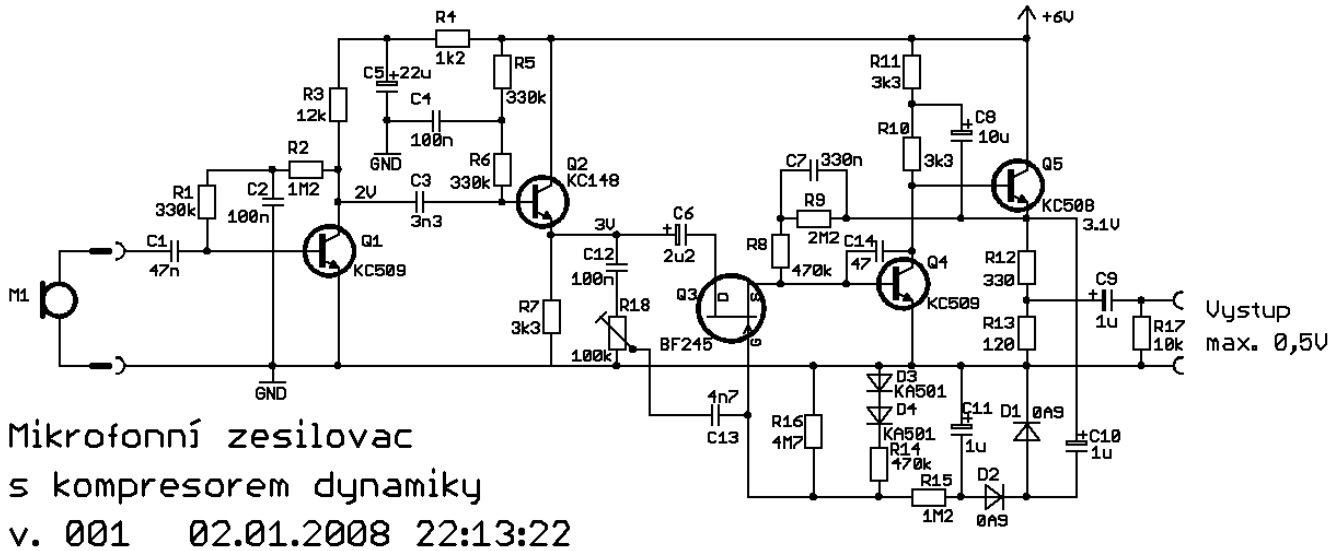 R4
+6V
1k2
R11
3k3
C5 + 22u
R5
330k
R3
12k
C4
100n
C8
+
10u
R10
3k3
GND
R2
1M2
R6
330k
Q2
KC148
C7 330n
Q5
KC508
R1
330k
C2
100n
2V
C3
3n3
R9
2M2
3V
C6
+
2u2
3.1V
C1
47n
Q1
KC509
C12
100n
R8
470k
C14
47
Q4
KC509
R12
330
C9
+
1u
M1
R7
3k3
R18
100k
Q3
D
S
G
BF245
R13
120
R17
10k
Vystup
max. 0,5V
GND
4n7
C13
D3
KA501
D4
KA501
R16
4M7
R14
470k
C11
+
1u
D1 0A9
C10
+
1u
R15
1M2
D2
0A9
Mikrofonní zesilovac
s kompresorem dynamiky
v. 001 02.01.2008 22:13:22